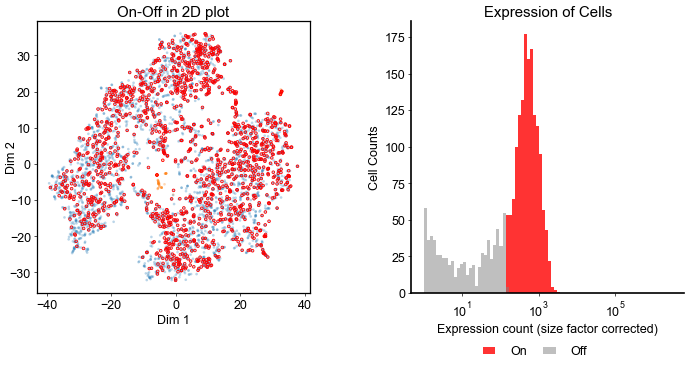 On-Off in 2D plot
Dim 2
30
20
10
0
−10
−20
−30
−40
−20
0
20
40
Dim 1
Expression of Cells
Cell Counts
175
150
125
100
75
50
25
0
10^1
10^3
10^5
Expression count (size factor corrected)
On
Off